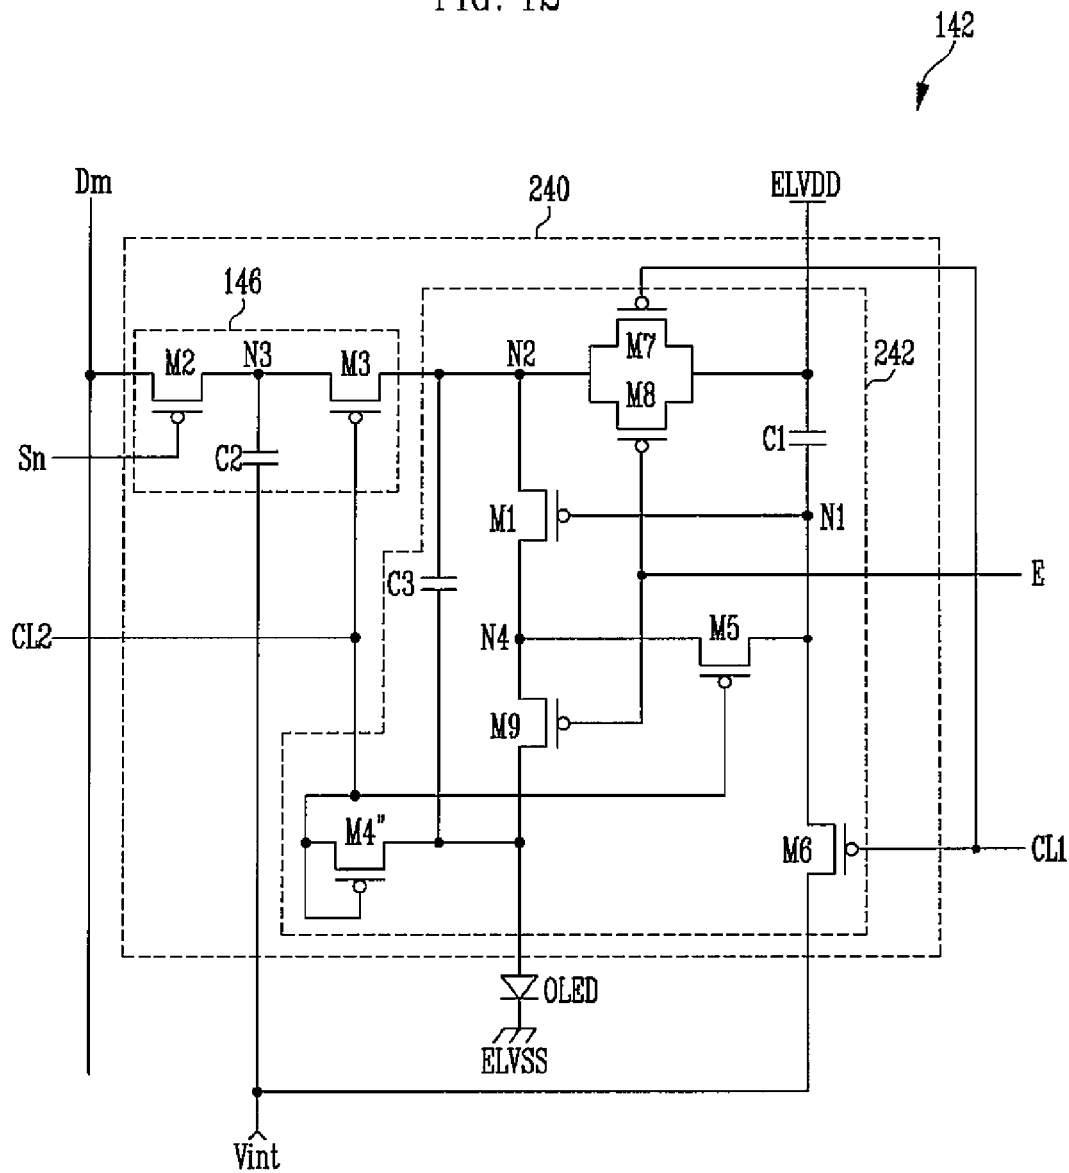 FIG. 12
142
Dm
240
ELVDD
146
M2
N3
M3
N2
M7
M8
242
Sn
C2
C1
M1
N1
C3
E
CL2
N4
M5
M9
M4"
M6
CL1
OLED
ELVSS
Vint